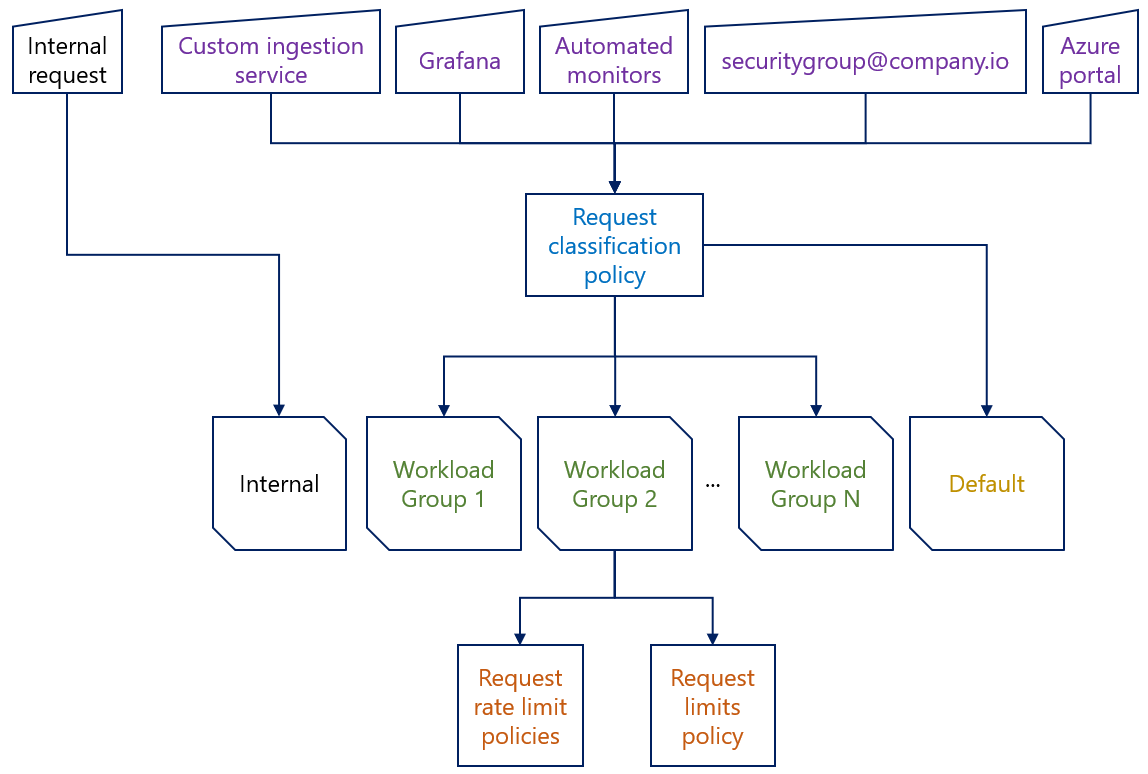 Internal
request
Custom ingestion
service
Grafana
Automated
monitors
securitygroup@company.io
Azure
portal
Request
classification
policy
Internal
Workload
Group 1
Workload
Group 2
...
Workload
Group N
Default
Request
rate limit
policies
Request
limits
policy